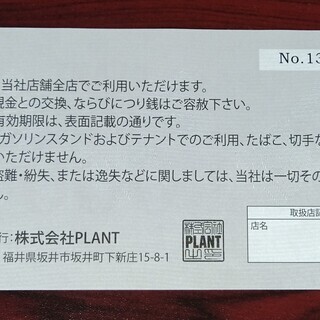 No.13
当社店舗全店でご利用いただけます。
現金との交換、ならびにつり銭はご容赦下さい。
有効期限は、表面記載の通りです。
ガソリンスタンドおよびテナントでのご利用、たばこ、切手な
いただけません。
盗難・紛失、または逸失などに関しましては、当社は一切その
ん。
行:株式会社PLANT
福井県坂井市坂井町下新庄15-8-1
PLANT
取扱店記
店名